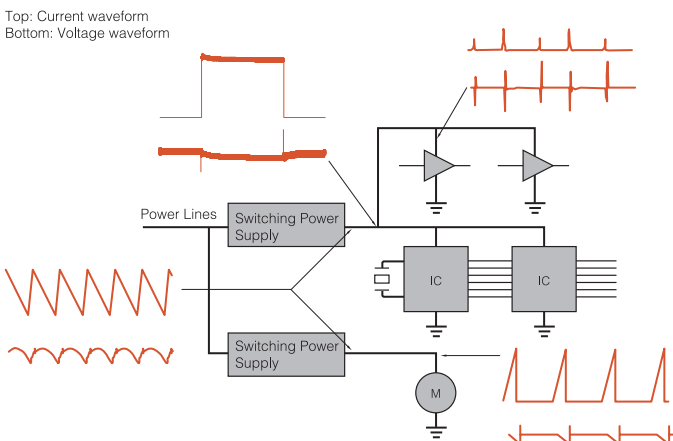 Top: Current waveform
Bottom: Voltage waveform
Power Lines
Switching Power
Supply
IC
IC
Switching Power
Supply
M